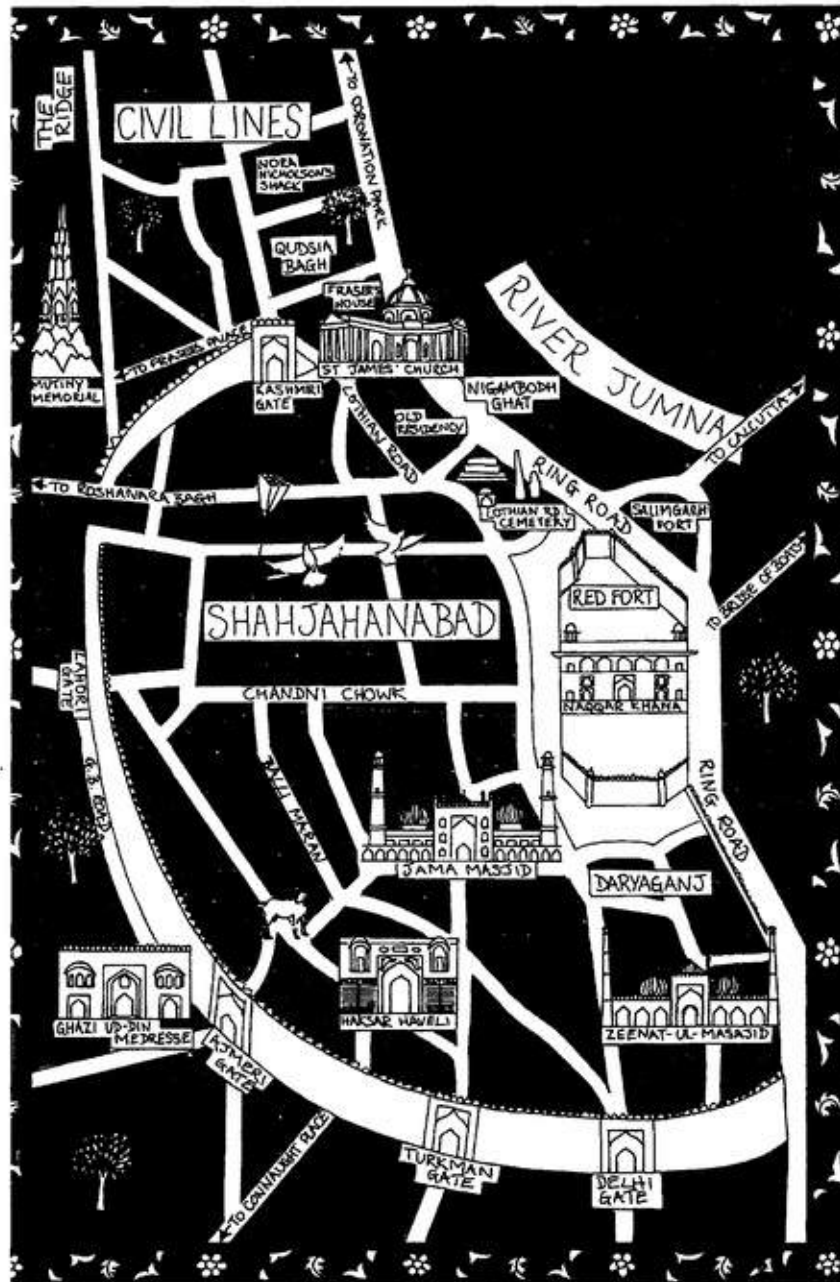 THE
RIDGE
CIVIL LINES
TO CORONATION PARK
NORA
NICHOLSON'S
SHACK
QUDSIA
BAGH
FRASER'S
HOUSE
RIVER JUMNA
MUTINY
MEMORIAL
TO FRASER'S PALACE
KASHMIRI
GATE
ST JAMES' CHURCH
NIGAMBODH
GHAT
LOTHIAN ROAD
OLD
RESIDENCY
TO CALCUTTA
TO ROSHANARA BAGH
RING ROAD
LOTHIAN RD.
CEMETERY
SALIMGARH
FORT
RED FORT
TO BRIDGE OF BOATS
SHAHJAHANABAD
LAHORI
GATE
CHANDNI CHOWK
NAQQAR KHANA
G.B. ROAD
BALLI MARAN
RING ROAD
JAMA MASJID
DARYAGANJ
GHAZI UD-DIN
MEDRESSE
AJMERI
GATE
HAKSAR HAVELI
ZEENAT-UL-MASAJID
TO CONNAUGHT PLACE
TURKMAN
GATE
DELHI
GATE